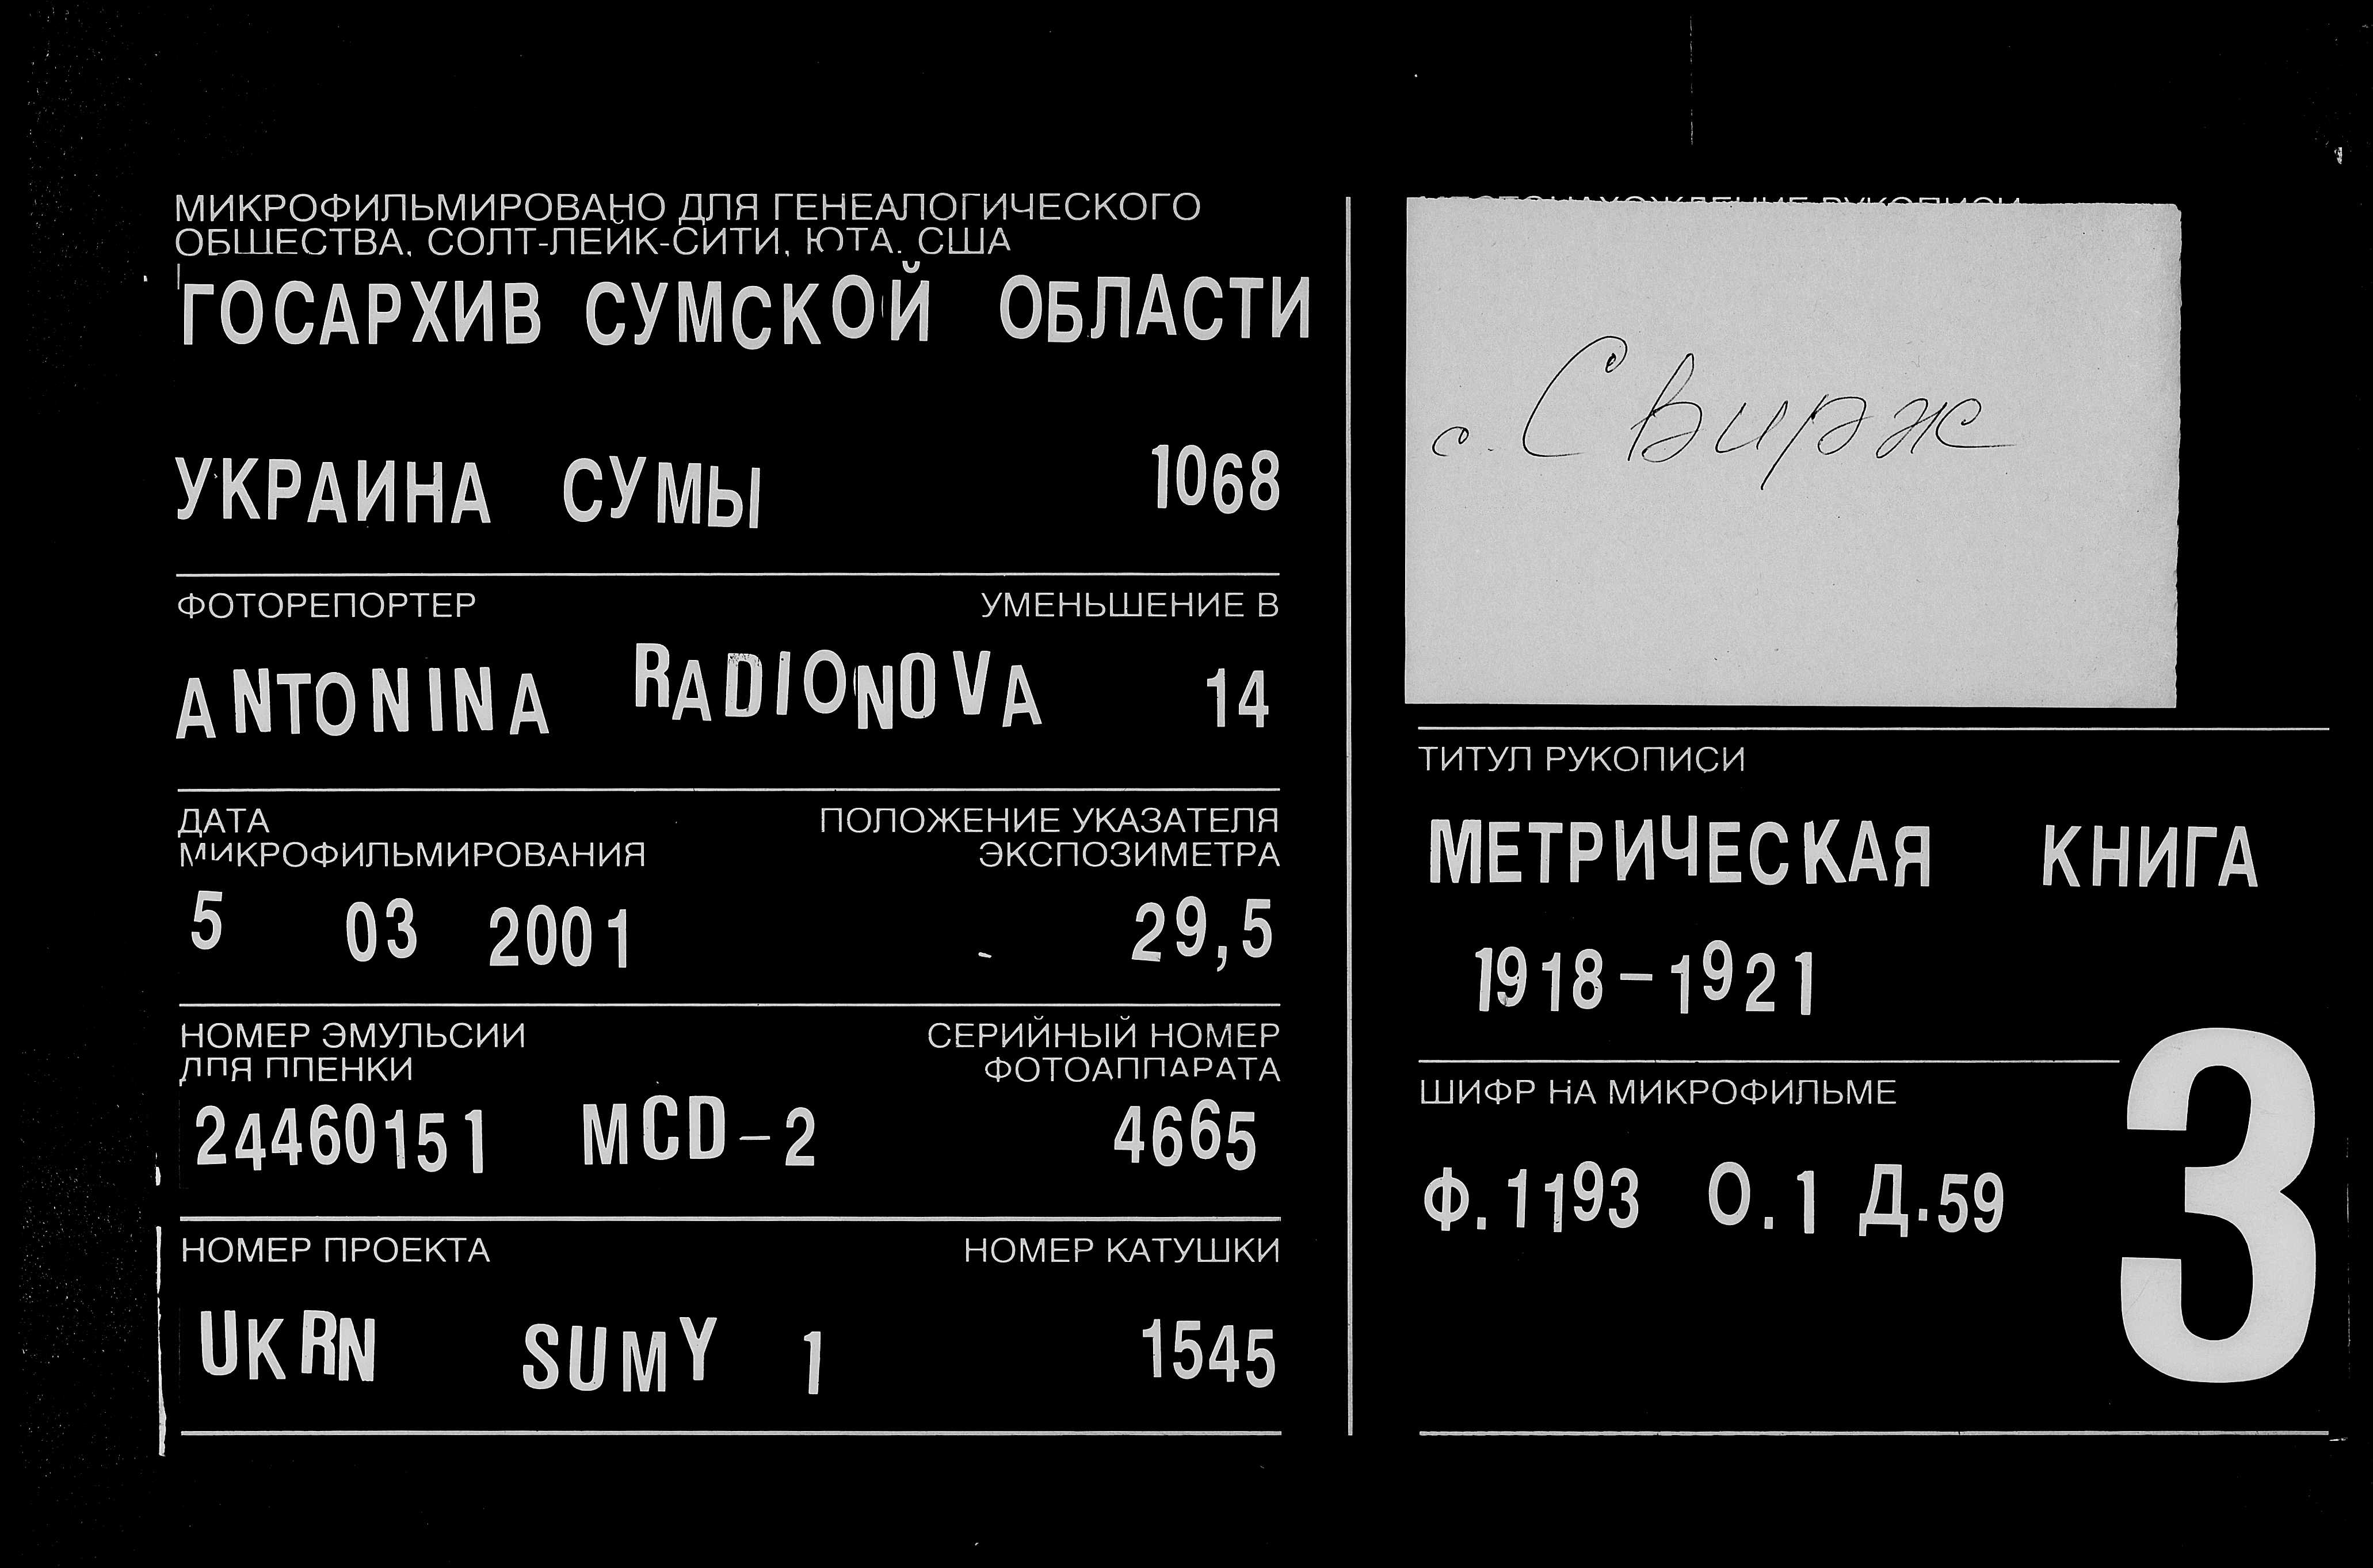 МИКРОФИЛЬМИРОВАНО ДЛЯ ГЕНЕАЛОГИЧЕСКОГО
ОБЩЕСТВА, СОЛТ-ЛЕЙК-СИТИ, ЮТА. США
ГОСАРХИВ СУМСКОЙ ОБЛАСТИ
УКРАИНА СУМЫ 1068
ФОТОРЕПОРТЕР УМЕНЬШЕНИЕ В
ANTONINA RADIONOVA 14
ДАТА ПОЛОЖЕНИЕ УКАЗАТЕЛЯ
МИКРОФИЛЬМИРОВАНИЯ ЭКСПОЗИМЕТРА
5 03 2001 29,5
НОМЕР ЭМУЛЬСИИ СЕРИЙНЫЙ НОМЕР
ДЛЯ ПЛЕНКИ ФОТОАППАРАТА
24460151 MCD-2 4665
НОМЕР ПРОЕКТА НОМЕР КАТУШКИ
UKRN SUMY 1 1545
МЕСТОНАХОЖДЕНИЕ РУКОПИСИ
с. Свирж
ТИТУЛ РУКОПИСИ
МЕТРИЧЕСКАЯ КНИГА
1918-1921
ШИФР НА МИКРОФИЛЬМЕ
Ф.1193 О.1 Д.59
3